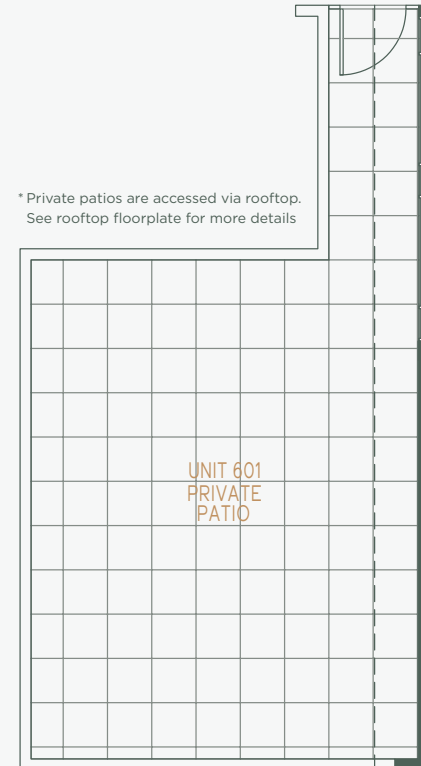 * Private patios are accessed via rooftop.
See rooftop floorplate for more details
UNIT 601
PRIVATE
PATIO